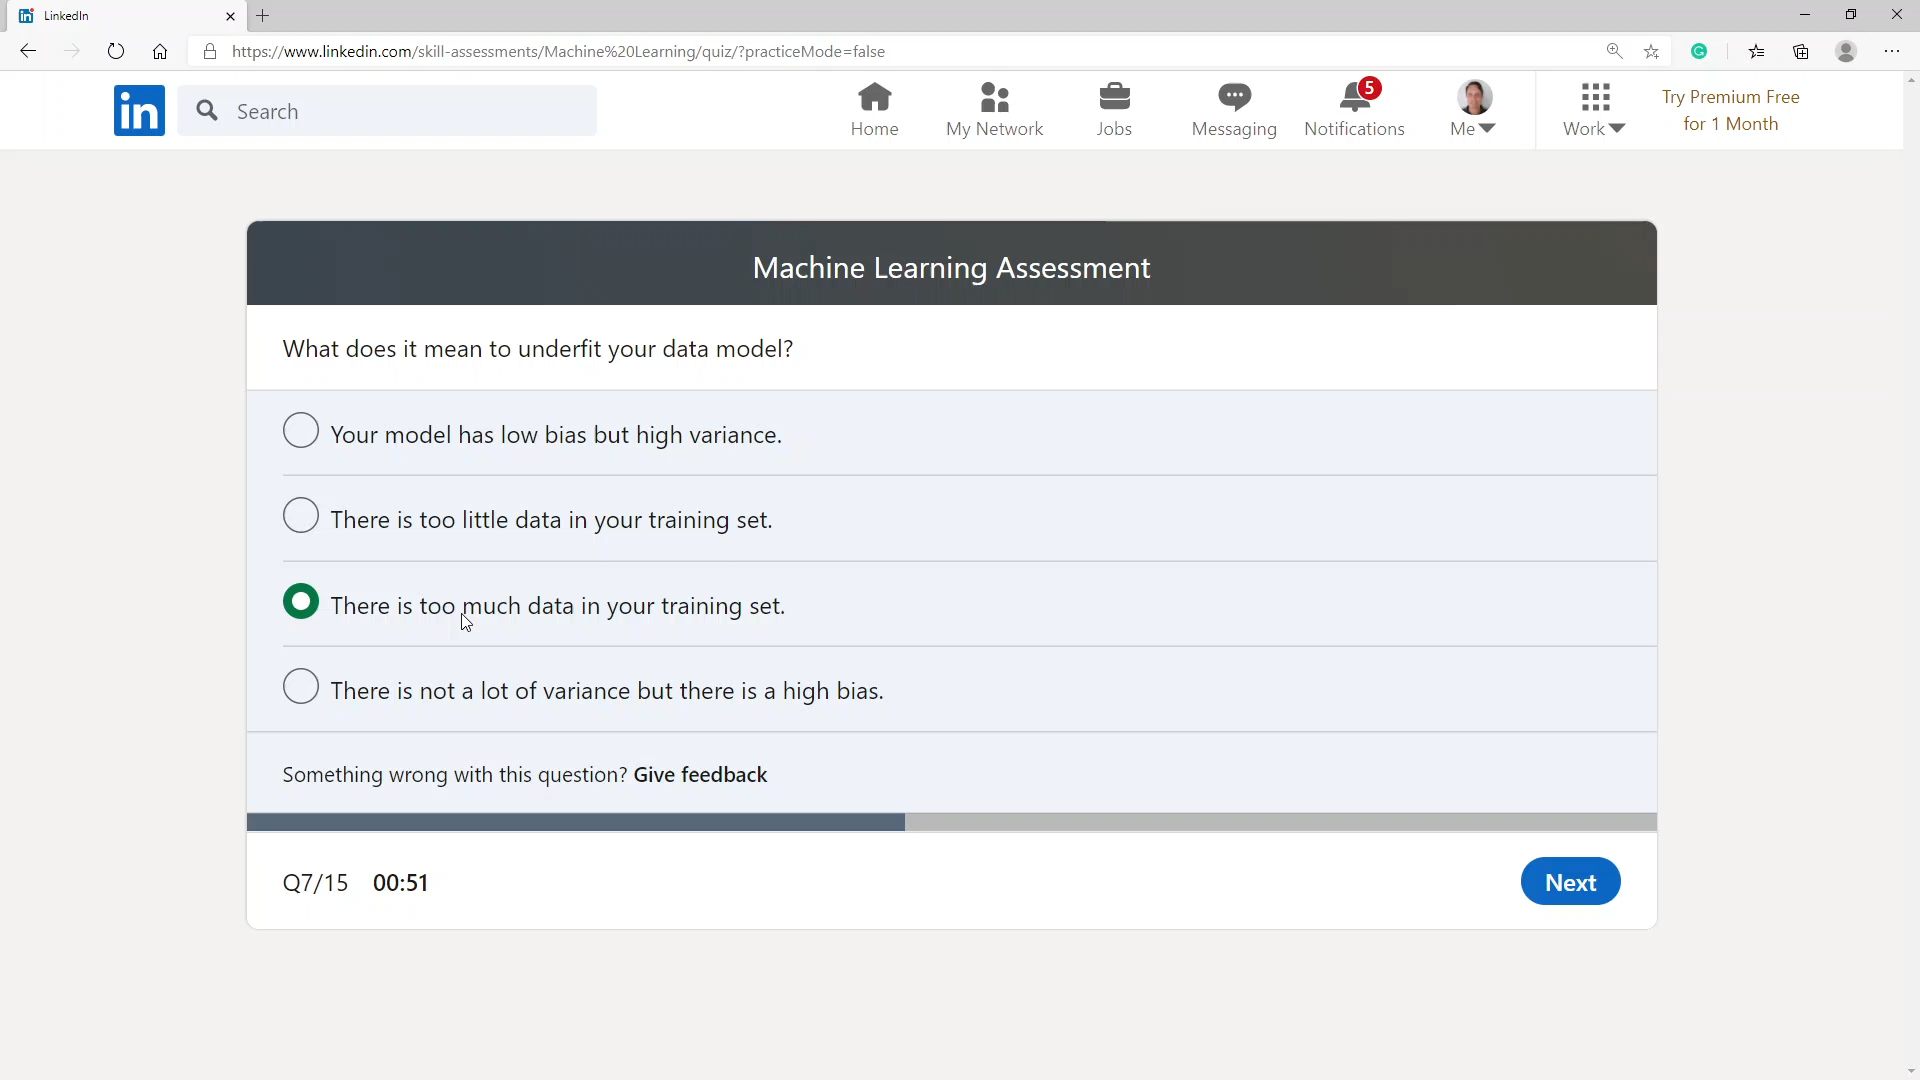 LinkedIn
https://www.linkedin.com/skill-assessments/Machine%20Learning/quiz/?practiceMode=false
in
Search
Home
My Network
Jobs
Messaging
5
Notifications
Me
Work
Try Premium Free
for 1 Month
Machine Learning Assessment
What does it mean to underfit your data model?
Your model has low bias but high variance.
There is too little data in your training set.
There is too much data in your training set.
There is not a lot of variance but there is a high bias.
Something wrong with this question? Give feedback
Q7/15 00:51
Next